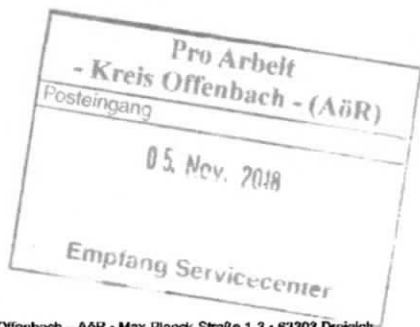 Pro Arbeit
- Kreis Offenbach - (AöR)
Posteingang
05. Nov. 2018
Empfang Servicecenter
Offenbach - AöR - Max-Planck-Straße 1-3 • 63303 Dreieich